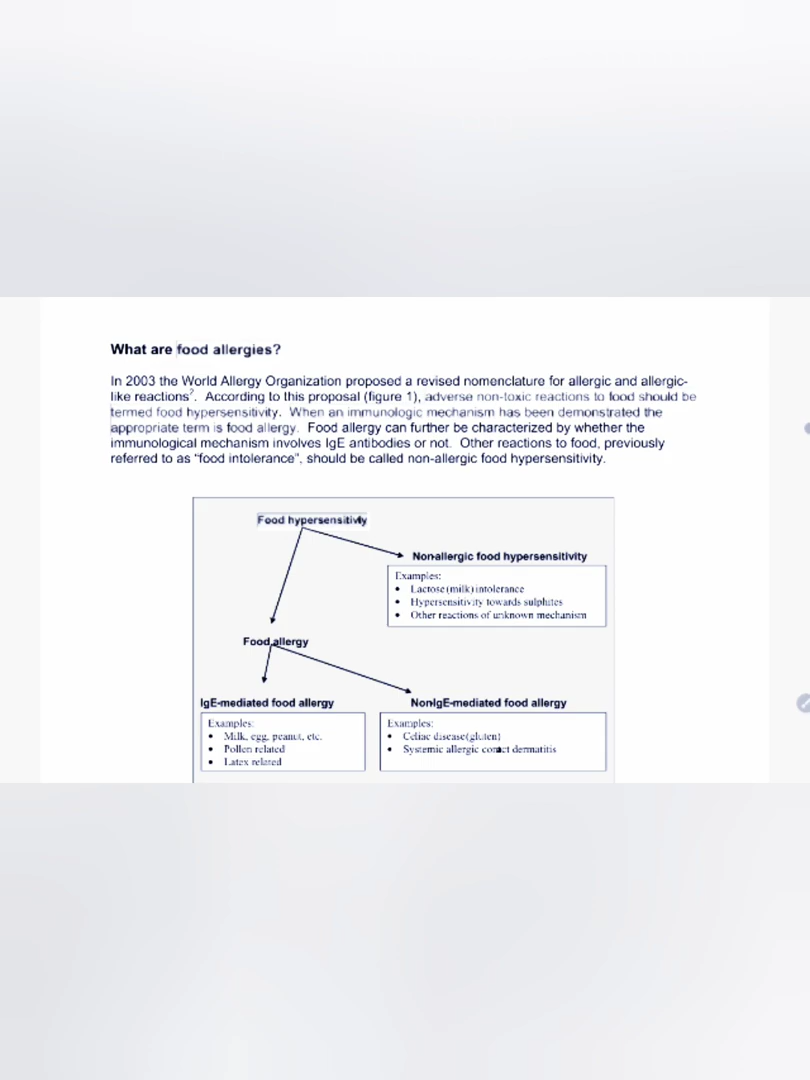 What are food allergies?
In 2003 the World Allergy Organization proposed a revised nomenclature for allergic and allergic-
like reactions7. According to this proposal (figure 1), adverse non-toxic reactions to food should be
termed food hypersensitivity. When an immunologic mechanism has been demonstrated the
appropriate term is food allergy. Food allergy can further be characterized by whether the
immunological mechanism involves IgE antibodies or not. Other reactions to food, previously
referred to as "food intolerance", should be called non-allergic food hypersensitivity.
Food hypersensitivity
Non-allergic food hypersensitivity
Examples:
• Lactose (milk) intolerance
• Hypersensitivity towards sulphites
• Other reactions of unknown mechanism
Food allergy
IgE-mediated food allergy
Examples:
• Milk, egg, peanut, etc.
• Pollen related
• Latex related
Non-IgE-mediated food allergy
Examples:
• Celiac disease (gluten)
• Systemic allergic contact dermatitis